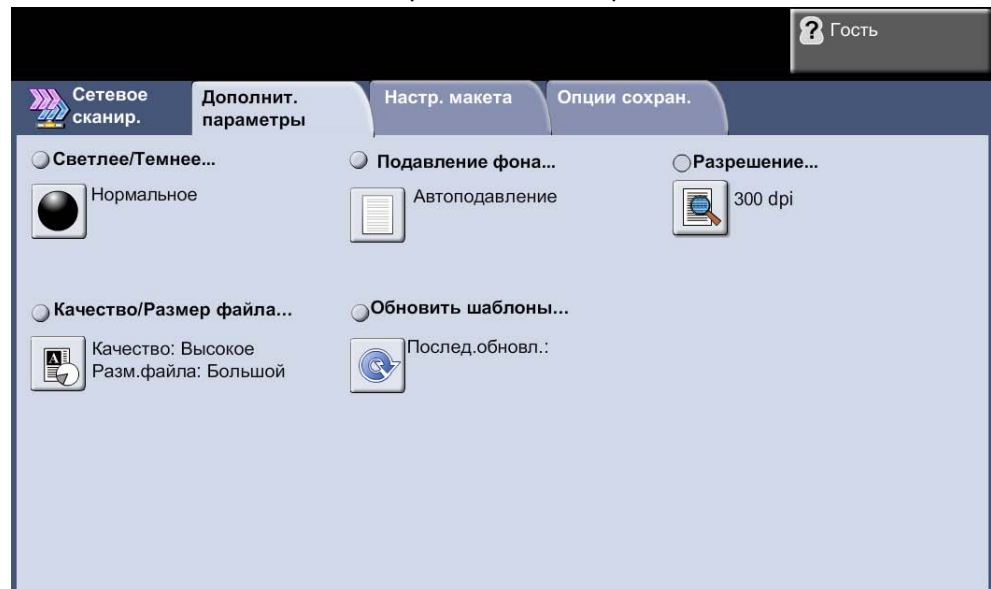 Гость
Сетевое
сканир.
Дополнит.
параметры
Настр. макета
Опции сохран.
Светлее/Темнее...
Нормальное
Подавление фона...
Автоподавление
Разрешение...
300 dpi
Качество/Размер файла...
Качество: Высокое
Разм.файла: Большой
Обновить шаблоны...
Послед.обновл.: